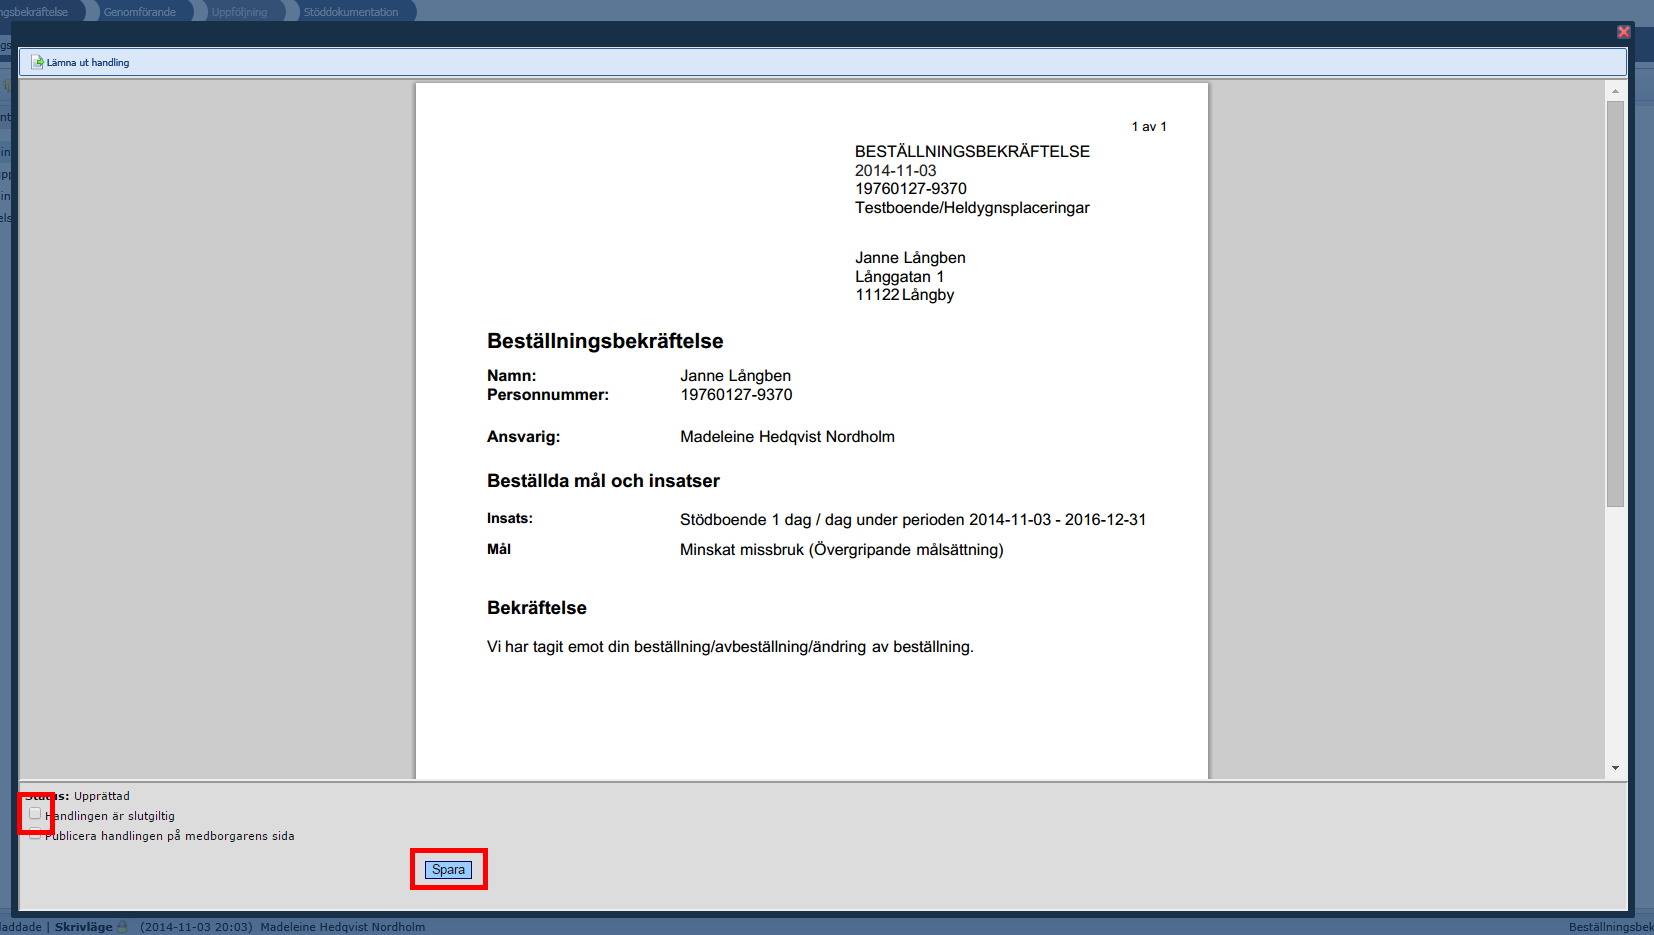 ngsbekräftelse Genomförande Uppföljning Stöddokumentation
Lämna ut handling
1 av 1
BESTÄLLNINGSBEKRÄFTELSE
2014-11-03
19760127-9370
Testboende/Heldygnsplaceringar
Janne Långben
Långgatan 1
11122 Långby
Beställningsbekräftelse
Namn: Janne Långben
Personnummer: 19760127-9370
Ansvarig: Madeleine Hedqvist Nordholm
Beställda mål och insatser
Insats: Stödboende 1 dag / dag under perioden 2014-11-03 - 2016-12-31
Mål Minskat missbruk (Övergripande målsättning)
Bekräftelse
Vi har tagit emot din beställning/avbeställning/ändring av beställning.
Status: Upprättad
Handlingen är slutgiltig
Publicera handlingen på medborgarens sida
Spara
laddade | Skrivläge (2014-11-03 20:03) Madeleine Hedqvist Nordholm Beställningsbek